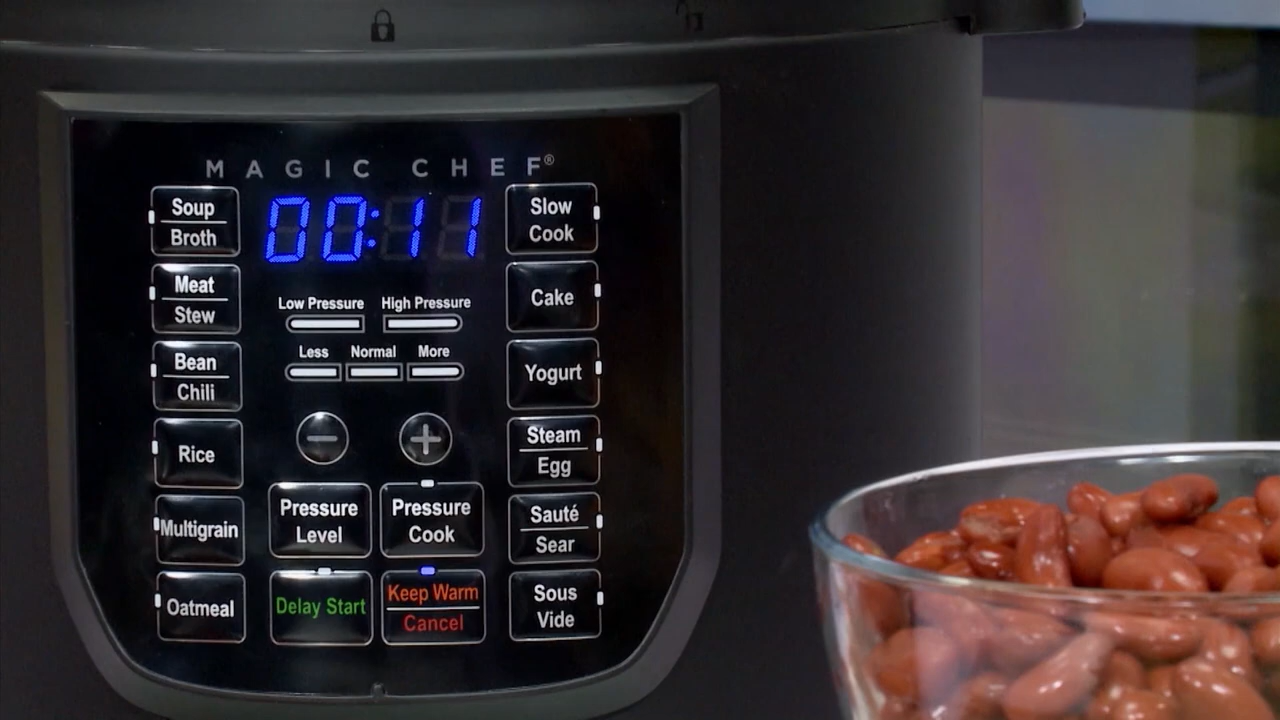 MAGIC CHEF®
Soup
Broth
00:11
Slow
Cook
Meat
Stew
Low Pressure
High Pressure
Cake
Less
Normal
More
Bean
Chili
Yogurt
Rice
Steam
Egg
Pressure
Level
Pressure
Cook
Multigrain
Sauté
Sear
Oatmeal
Delay Start
Keep Warm
Cancel
Sous
Vide